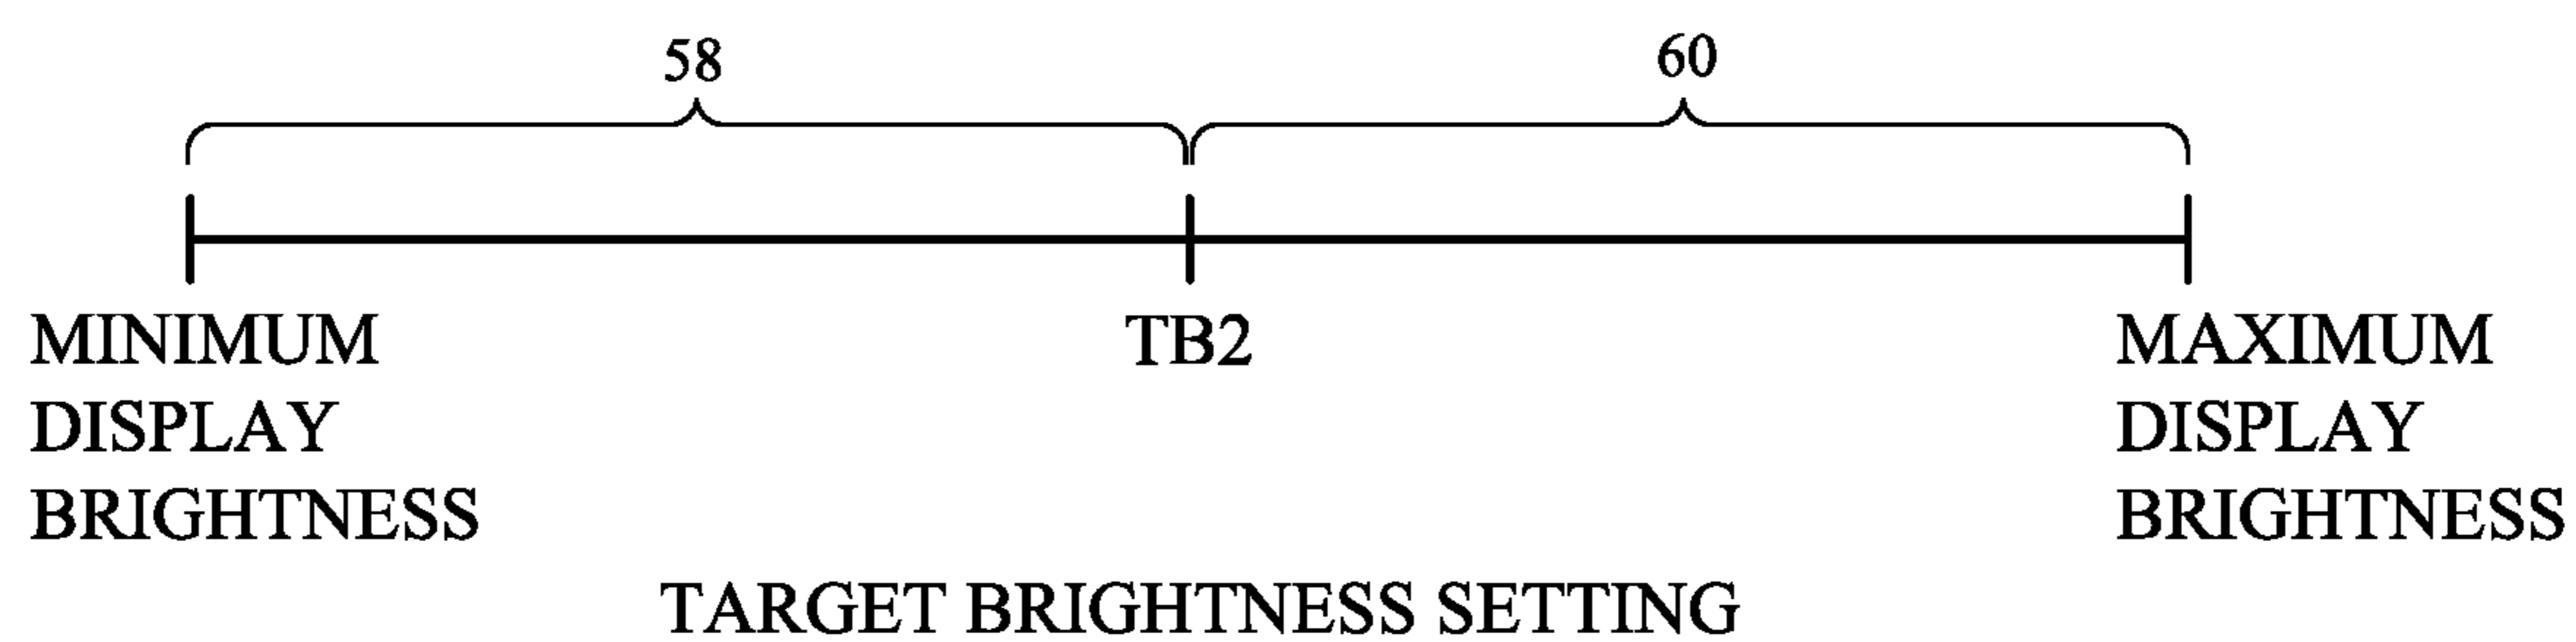 58 60
MINIMUM DISPLAY BRIGHTNESS
TB2
MAXIMUM DISPLAY BRIGHTNESS
TARGET BRIGHTNESS SETTING